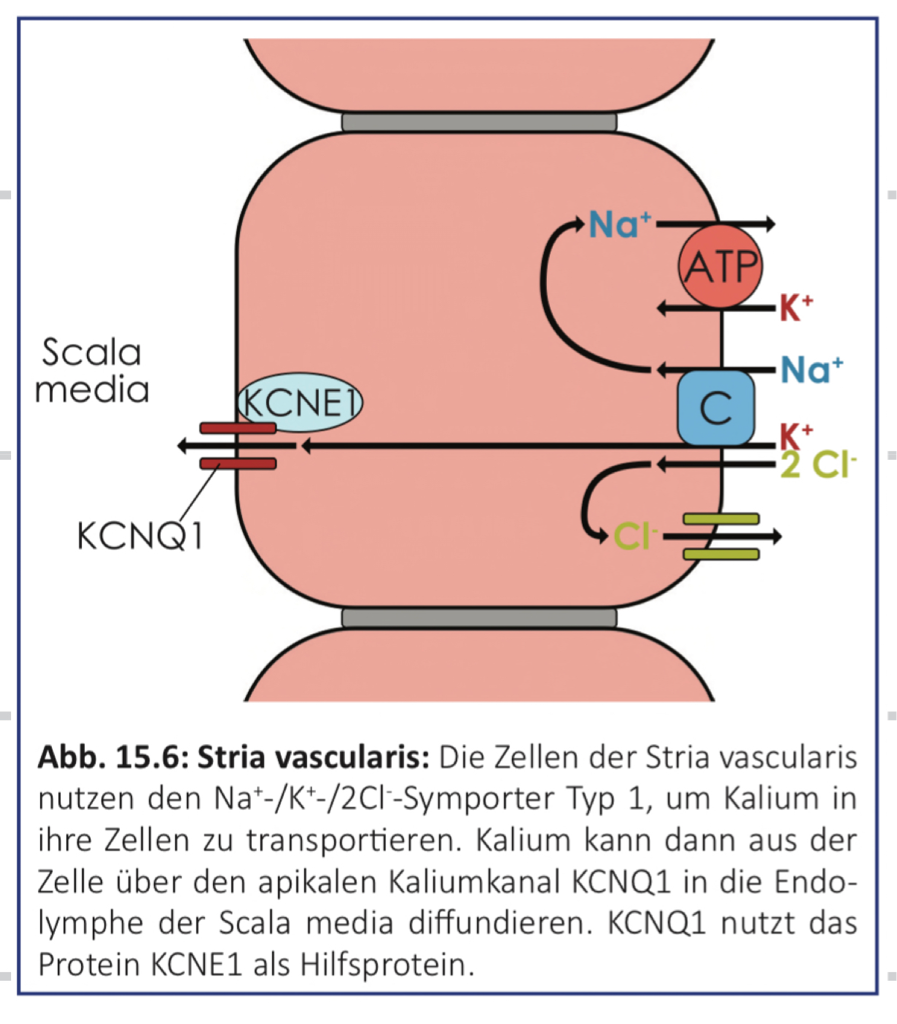 Na⁺
ATP
K⁺
Scala
media
Na⁺
KCNE1
C
K⁺
2 Cl⁻
KCNQ1
Cl⁻
Abb. 15.6: Stria vascularis: Die Zellen der Stria vascularis
nutzen den Na⁺-/K⁺-/2Cl⁻-Symporter Typ 1, um Kalium in
ihre Zellen zu transportieren. Kalium kann dann aus der
Zelle über den apikalen Kaliumkanal KCNQ1 in die Endo-
lymphe der Scala media diffundieren. KCNQ1 nutzt das
Protein KCNE1 als Hilfsprotein.